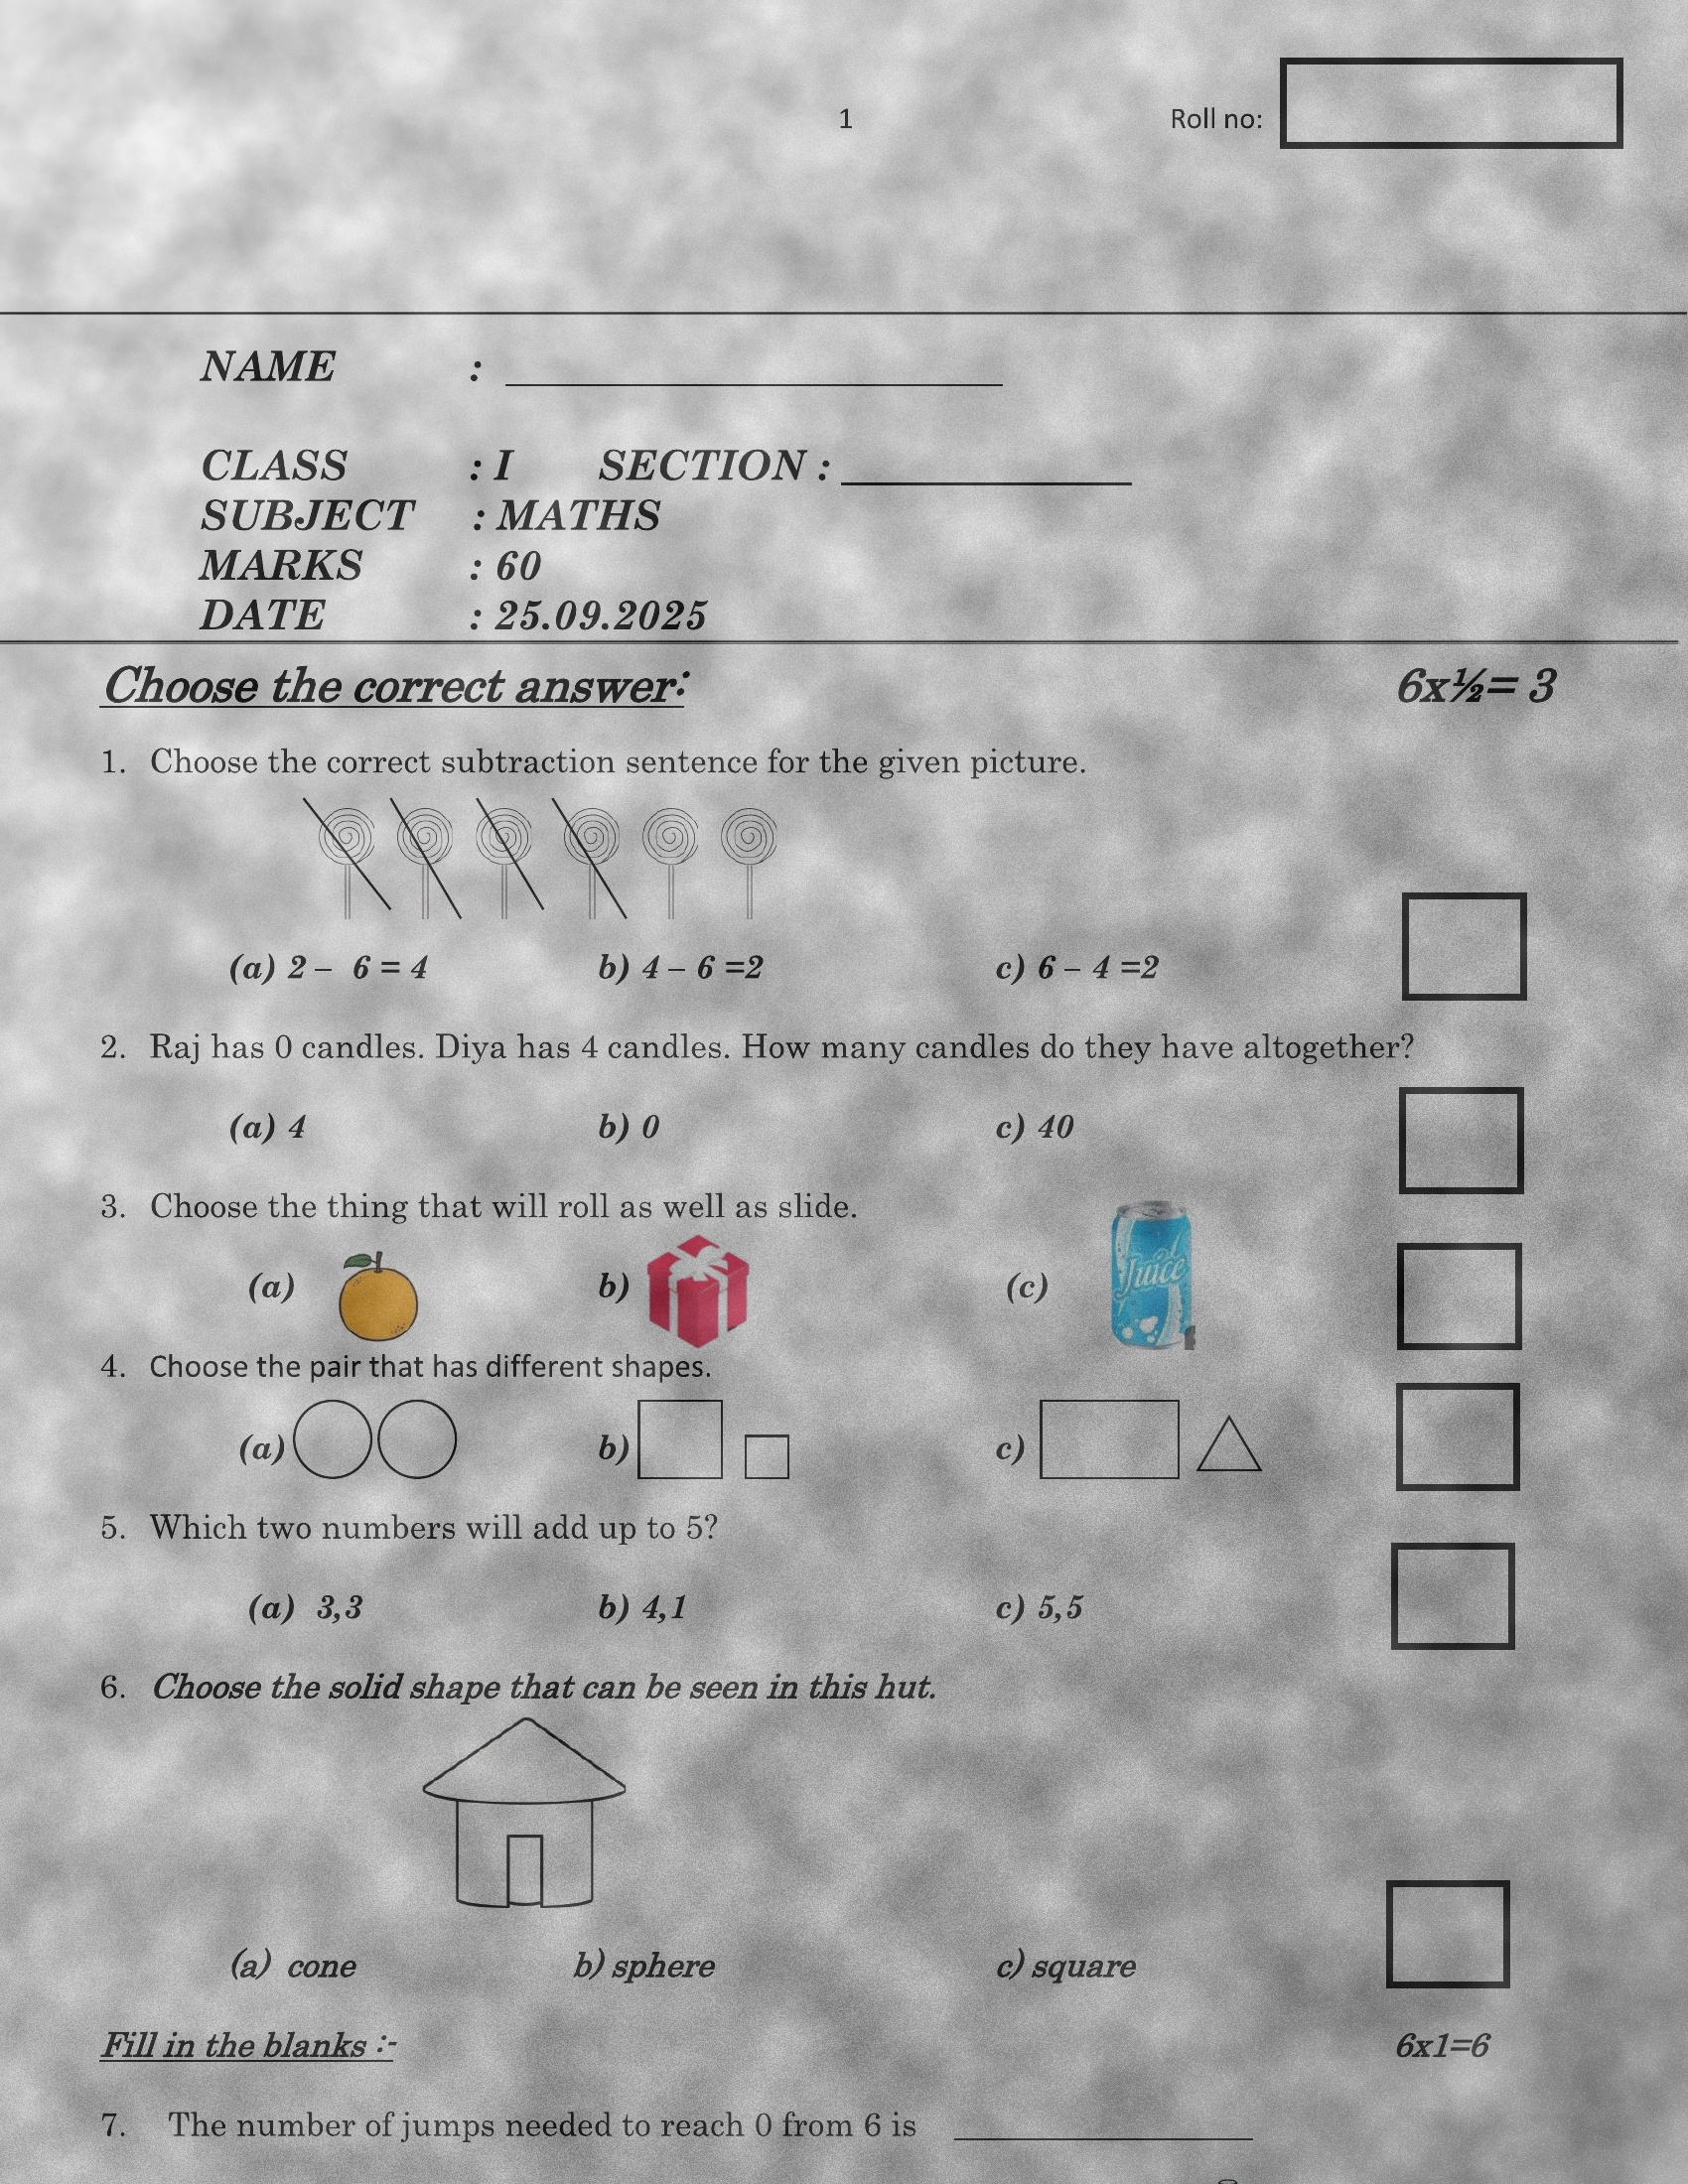 1
Roll no:
NAME :
CLASS : I SECTION :
SUBJECT : MATHS
MARKS : 60
DATE : 25.09.2025
Choose the correct answer: 6x½= 3
1. Choose the correct subtraction sentence for the given picture.
(a) 2 – 6 = 4 b) 4 – 6 =2 c) 6 – 4 =2
2. Raj has 0 candles. Diya has 4 candles. How many candles do they have altogether?
(a) 4 b) 0 c) 40
3. Choose the thing that will roll as well as slide.
(a) b) (c) Juice
4. Choose the pair that has different shapes.
(a) b) c)
5. Which two numbers will add up to 5?
(a) 3,3 b) 4,1 c) 5,5
6. Choose the solid shape that can be seen in this hut.
(a) cone b) sphere c) square
Fill in the blanks :- 6x1=6
7. The number of jumps needed to reach 0 from 6 is